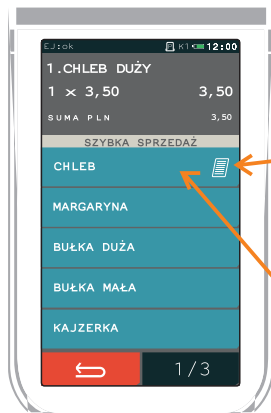 EJ:ok K1 12:00
1.CHLEB DUŻY
1 x 3,50 3,50
SUMA PLN 3,50
SZYBKA SPRZEDAŻ
CHLEB
MARGARYNA
BUŁKA DUŻA
BUŁKA MAŁA
KAJZERKA
1/3